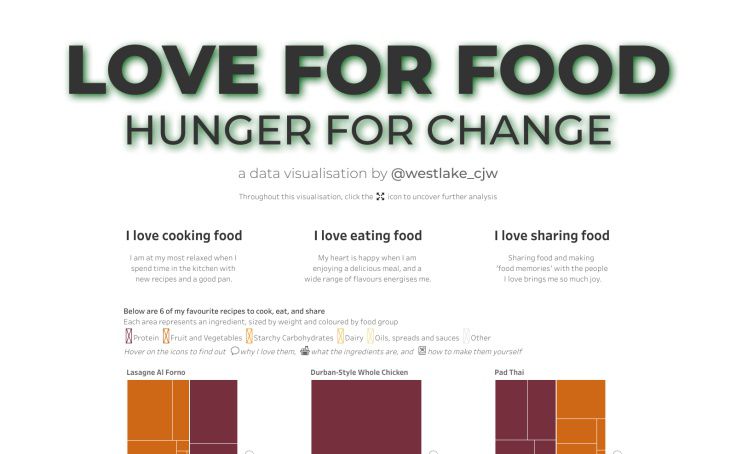 LOVE FOR FOOD
HUNGER FOR CHANGE
a data visualisation by @westlake_cjw
Throughout this visualisation, click the icon to uncover further analysis
I love cooking food
I am at my most relaxed when I
spend time in the kitchen with
new recipes and a good pan.
I love eating food
My heart is happy when I am
enjoying a delicious meal, and a
wide range of flavours energises me.
I love sharing food
Sharing food and making
'food memories' with the people
I love brings me so much joy.
Below are 6 of my favourite recipes to cook, eat, and share
Each area represents an ingredient, sized by weight and coloured by food group
Protein Fruit and Vegetables Starchy Carbohydrates Dairy Oils, spreads and sauces Other
Hover on the icons to find out why I love them, what the ingredients are, and how to make them yourself
Lasagne Al Forno
Durban-Style Whole Chicken
Pad Thai